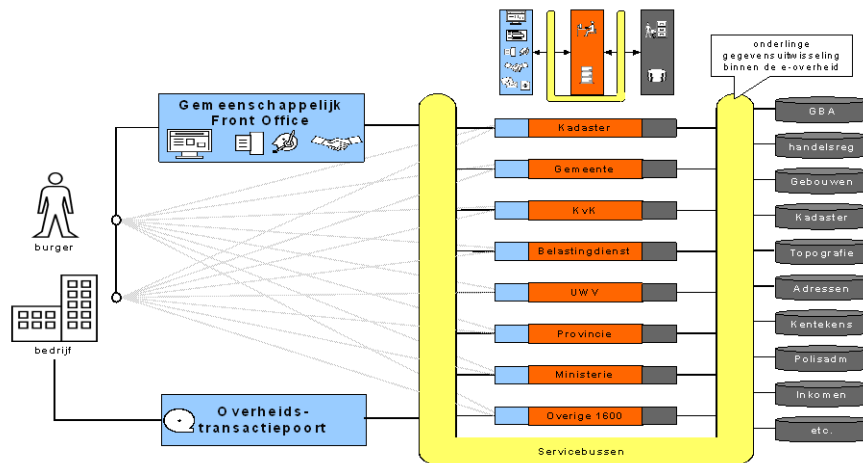 onderlinge
gegevensuitwisseling
binnen de e-overheid
Gemeenschappelijk
Front Office
burger
bedrijf
Overheids-
transactiepoort
Kadaster
Gemeente
KvK
Belastingdienst
UWV
Provincie
Ministerie
Overige 1600
Servicebussen
GBA
handelsreg
Gebouwen
Kadaster
Topografie
Adressen
Kentekens
Polisadm
Inkomen
etc.